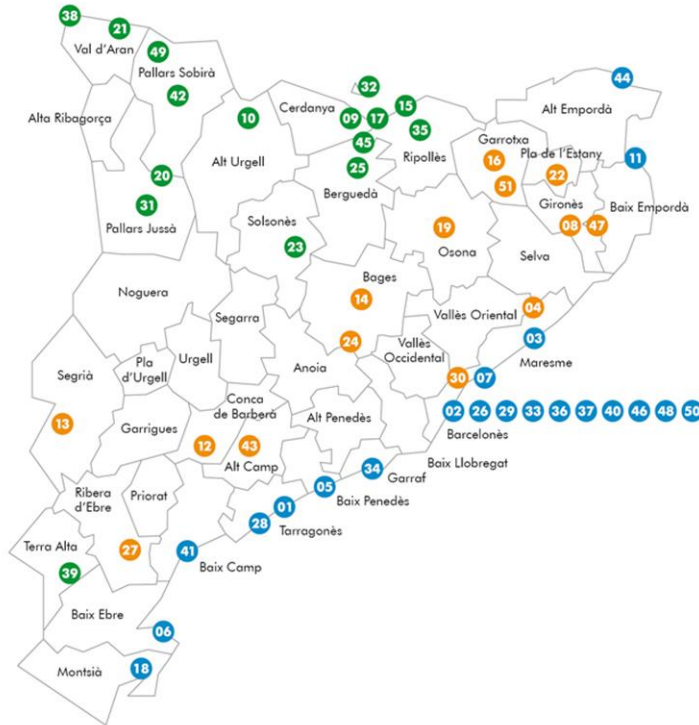 38
21
Val d'Aran
49
Pallars Sobirà
42
Alta Ribagorça
10
Alt Urgell
Cerdanya
32
09
17
15
45
35
Ripollès
25
Berguedà
44
Alt Empordà
Garrotxa
16
51
Pla de l'Estany
22
11
Gironès
08
47
Baix Empordà
20
31
Pallars Jussà
Solsonès
23
19
Osona
Selva
Noguera
Bages
14
Segarra
24
Vallès Oriental
04
03
Maresme
Vallès
Occidental
30
07
Segrià
13
Pla
d'Urgell
Urgell
Anoia
Garrigues
Conca
de Barberà
12
43
Alt Camp
Alt Penedès
02 26 29 33 36 37 40 46 48 50
Barcelonès
Baix Llobregat
34
Garraf
05
Baix Penedès
01
28
Tarragonès
Ribera
d'Ebre
Priorat
27
41
Baix Camp
Terra Alta
39
Baix Ebre
06
Montsià
18